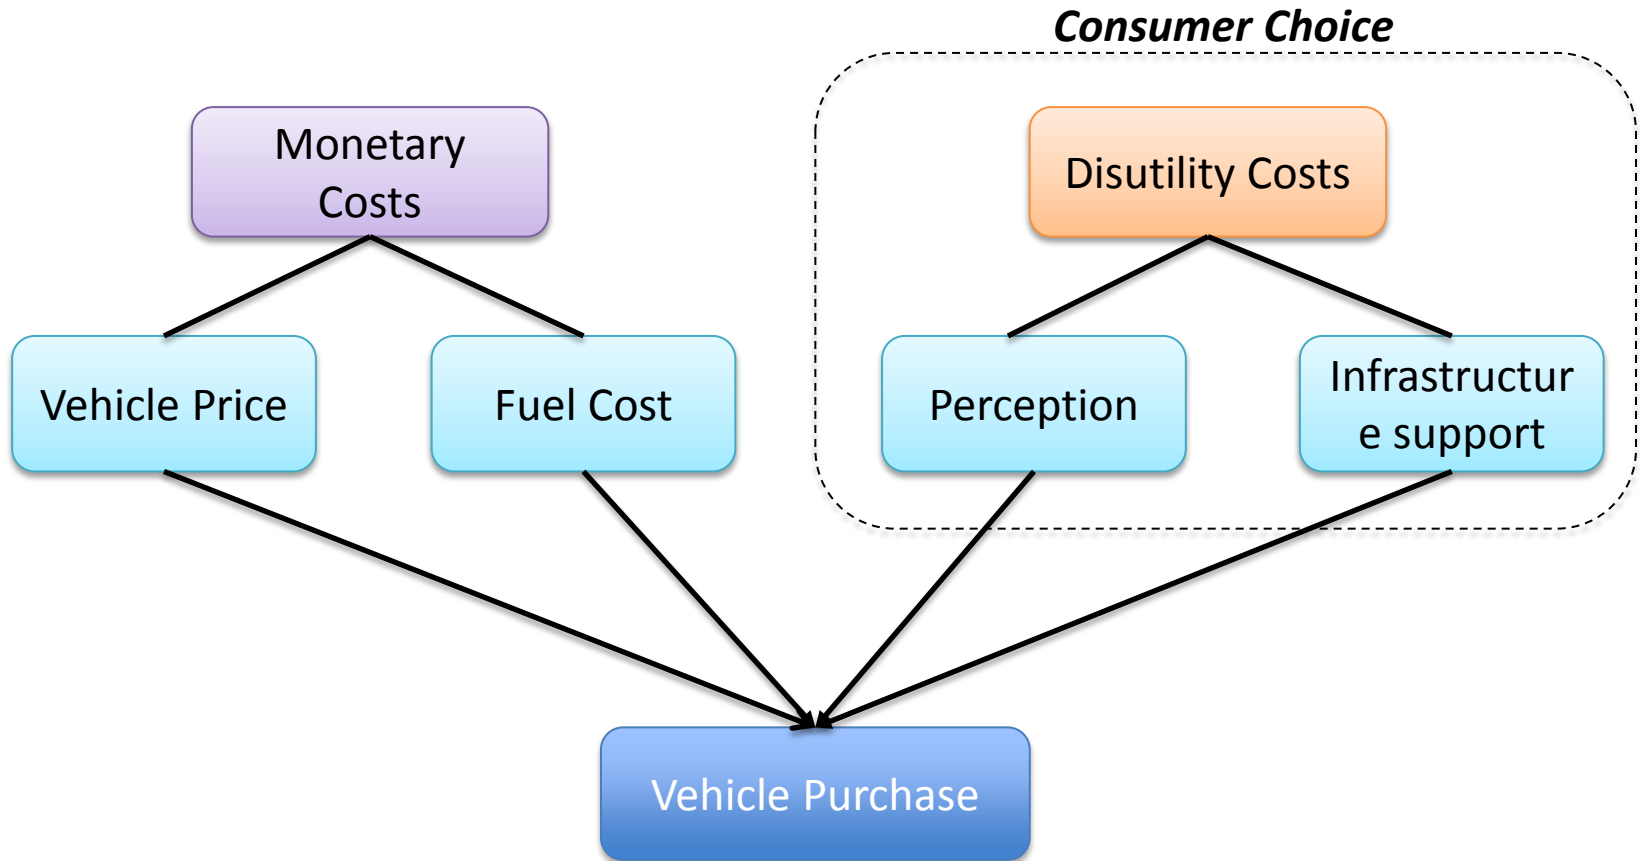 Consumer Choice
Monetary
Costs
Disutility Costs
Vehicle Price
Fuel Cost
Perception
Infrastructur
e support
Vehicle Purchase